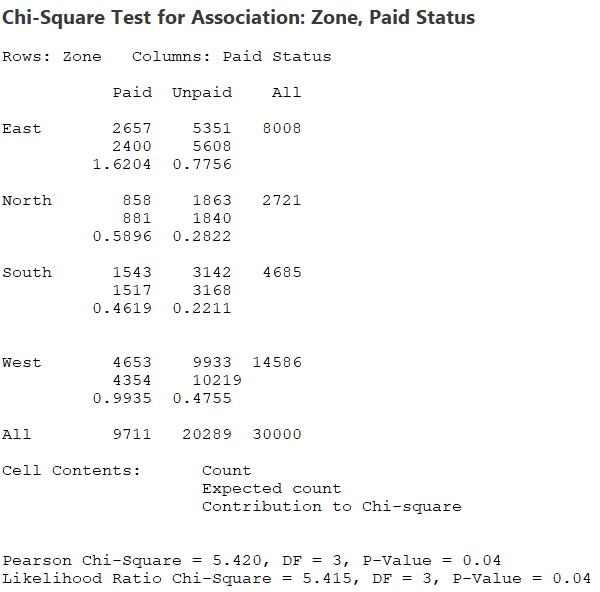 Chi-Square Test for Association: Zone, Paid Status
Rows: Zone   Columns: Paid Status
Paid  Unpaid    All
East       2657    5351   8008
2400    5608
1.6204  0.7756
North       858    1863   2721
881    1840
0.5896  0.2822
South      1543    3142   4685
1517    3168
0.4619  0.2211
West       4653    9933  14586
4354    10219
0.9935  0.4755
All        9711   20289  30000
Cell Contents:      Count
Expected count
Contribution to Chi-square
Pearson Chi-Square = 5.420, DF = 3, P-Value = 0.04
Likelihood Ratio Chi-Square = 5.415, DF = 3, P-Value = 0.04